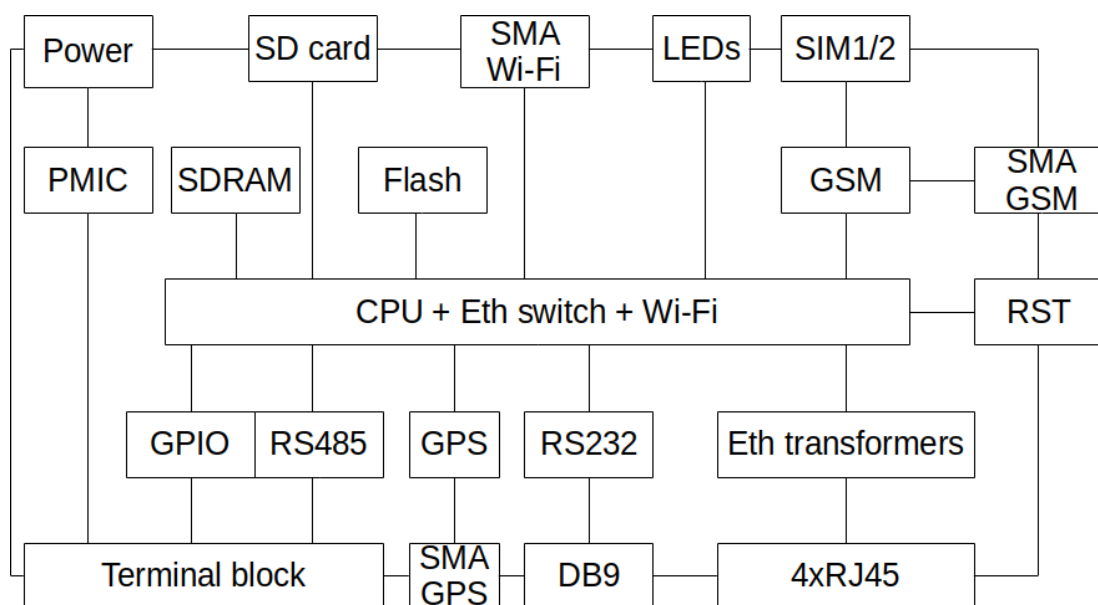 Power
SD card
SMA
Wi-Fi
LEDs
SIM1/2
PMIC
SDRAM
Flash
GSM
SMA
GSM
CPU + Eth switch + Wi-Fi
RST
GPIO
RS485
GPS
RS232
Eth transformers
Terminal block
SMA
GPS
DB9
4xRJ45